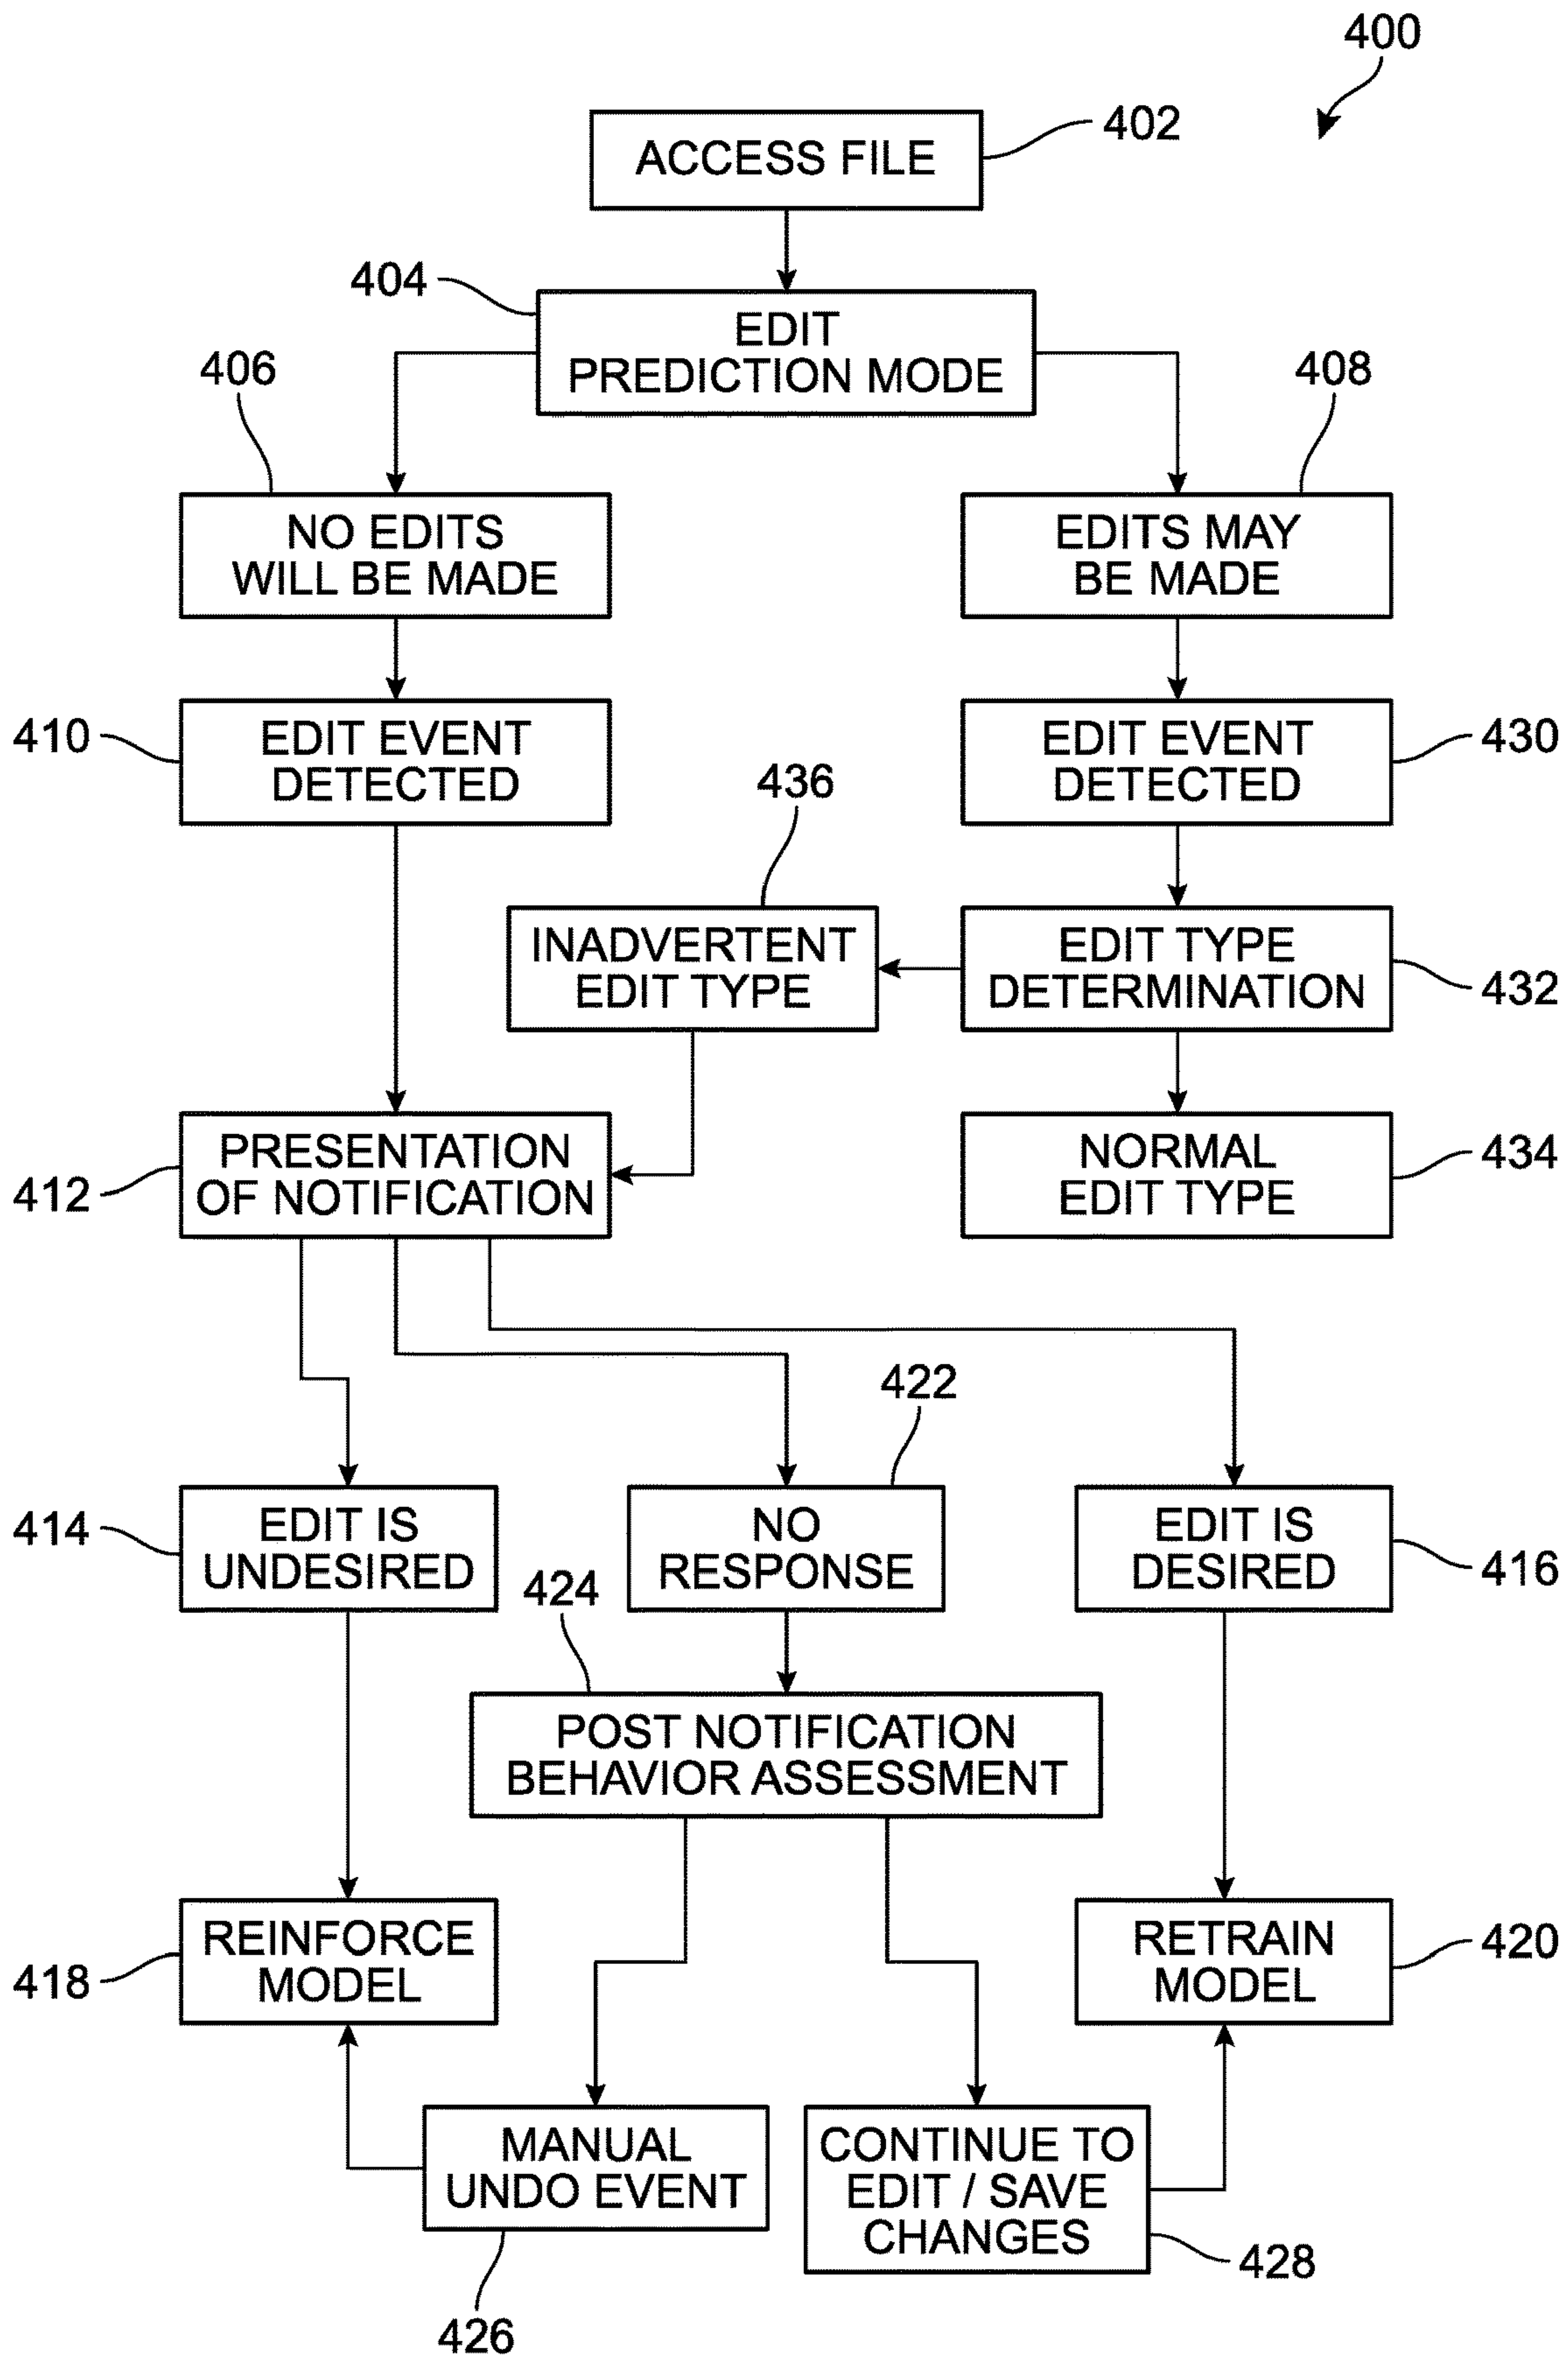 400
ACCESS FILE
402
404
EDIT
PREDICTION MODE
406
408
NO EDITS
WILL BE MADE
EDITS MAY
BE MADE
410
EDIT EVENT
DETECTED
EDIT EVENT
DETECTED
430
436
INADVERTENT
EDIT TYPE
EDIT TYPE
DETERMINATION
432
412
PRESENTATION
OF NOTIFICATION
NORMAL
EDIT TYPE
434
422
414
EDIT IS
UNDESIRED
NO
RESPONSE
EDIT IS
DESIRED
416
424
POST NOTIFICATION
BEHAVIOR ASSESSMENT
418
REINFORCE
MODEL
RETRAIN
MODEL
420
MANUAL
UNDO EVENT
CONTINUE TO
EDIT / SAVE
CHANGES
428
426